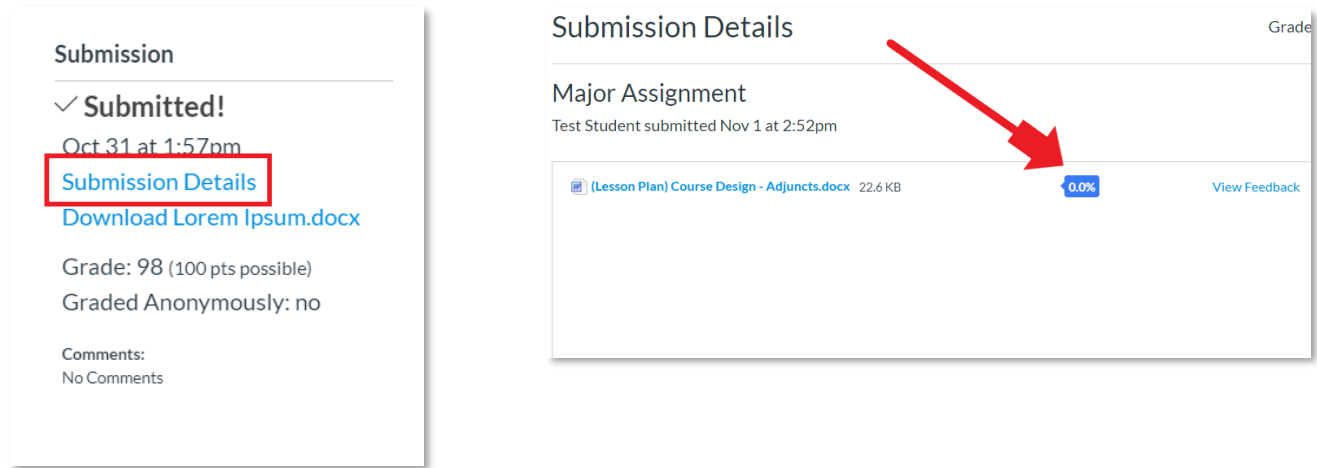 Submission
Submitted!
Oct 31 at 1:57pm
Submission Details
Download Lorem Ipsum.docx
Grade: 98 (100 pts possible)
Graded Anonymously: no
Comments:
No Comments
Submission Details
Grade
Major Assignment
Test Student submitted Nov 1 at 2:52pm
(Lesson Plan) Course Design - Adjuncts.docx 22.6 KB 0.0% View Feedback